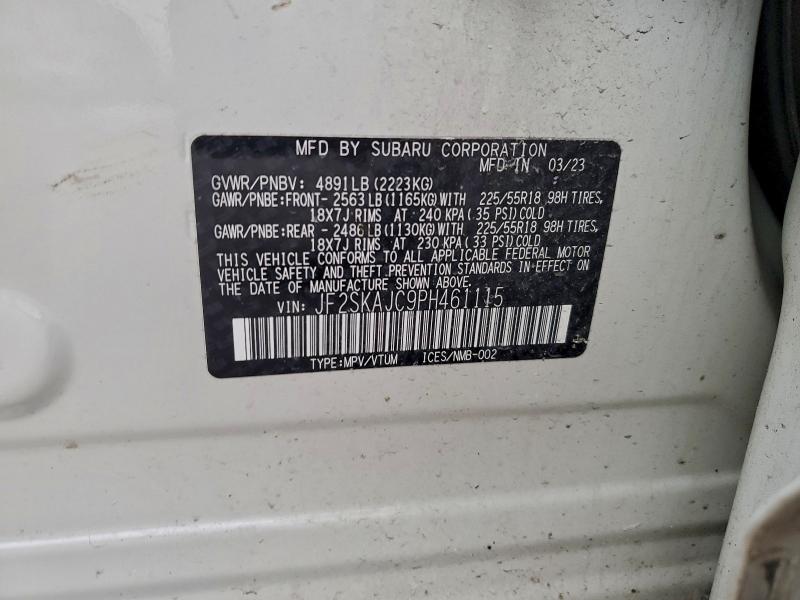 MFD BY SUBARU CORPORATION
MFD IN 03/23
GVWR/PNBV: 4891LB (2223KG)
GAWR/PNBE:FRONT- 2563LB (1165KG) WITH 225/55R18 98H TIRES,
18X7J RIMS AT 240 KPA (35 PSI) COLD
GAWR/PNBE:REAR - 2486LB (1130KG) WITH 225/55R18 98H TIRES,
18X7J RIMS AT 230 KPA (33 PSI) COLD
THIS VEHICLE CONFORMS TO ALL APPLICABLE FEDERAL MOTOR
VEHICLE SAFETY AND THEFT PREVENTION STANDARDS IN EFFECT ON
THE DATE OF MANUFACTURE SHOWN ABOVE.
VIN: JF2SKAJC9PH461115
TYPE:MPV/VTUM ICES/NMB-002